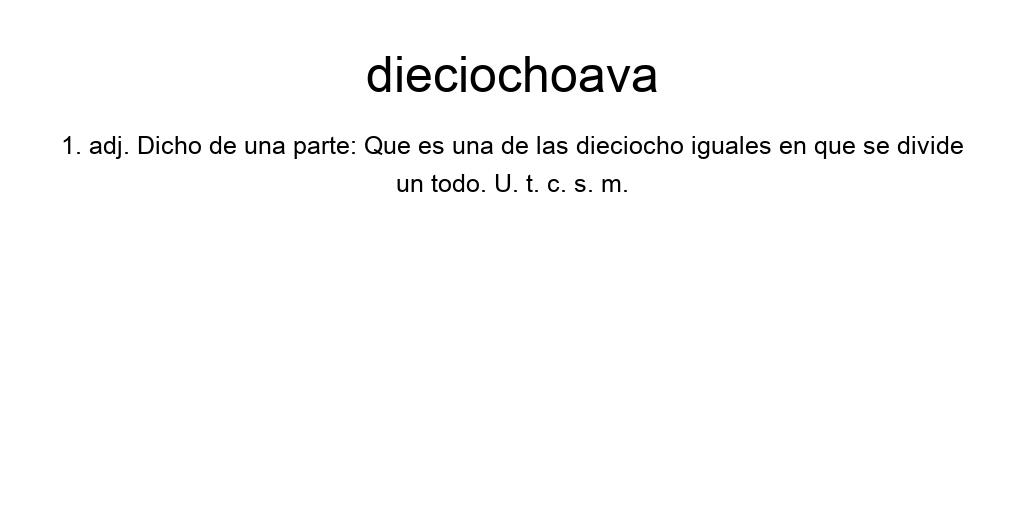 dieciochoava
1. adj. Dicho de una parte: Que es una de las dieciocho iguales en que se divide
un todo. U. t. c. s. m.